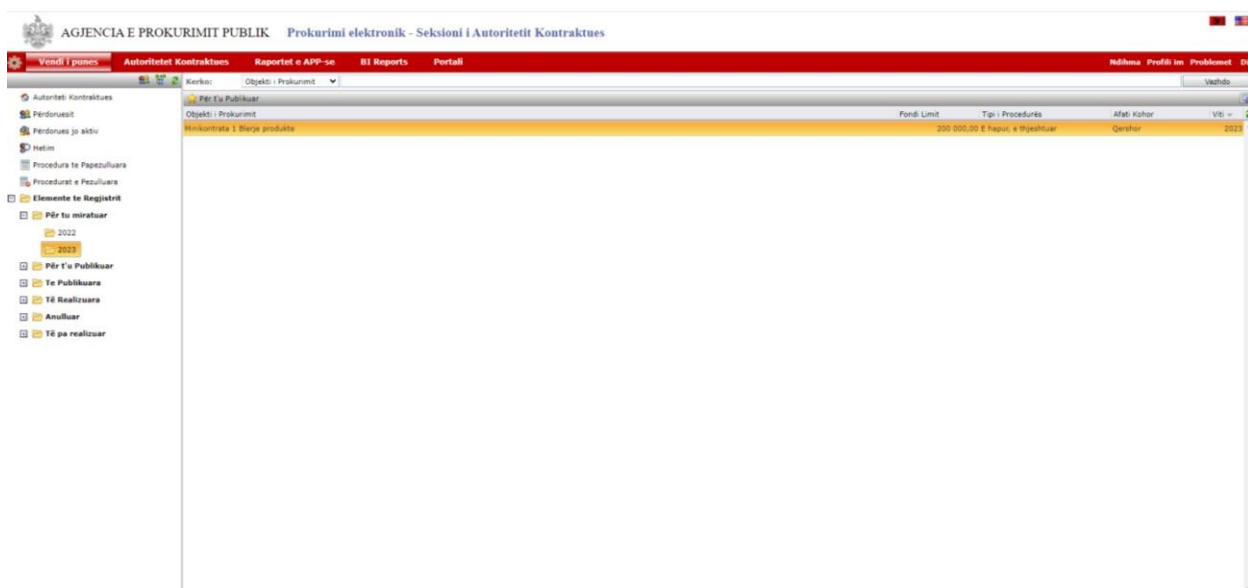 AGJENCIA E PROKURIMIT PUBLIK Prokurimi elektronik - Seksioni i Autoritetit Kontraktues
Vendi i punes Autoritetet Kontraktues Raportet e APP-se BI Reports Portali Ndihma Profili im Problemet
Kerko: Objekti i Prokurimit Vazhdo
Autoriteti Kontraktues
Përdoruesit
Përdorues jo aktiv
Hetim
Procedura te Papezulluara
Procedurat e Pezulluara
Elemente te Regjistrit
Për tu miratuar
2022
2023
Për t'u Publikuar
Te Publikuara
Të Realizuara
Anulluar
Të pa realizuar
Për t'u Publikuar
Objekti i Prokurimit Fondi Limit Tipi i Procedurës Afati Kohor Viti
Minikontrata 1 Blerje produkte 200 000,00 E hapur, e thjeshtuar Qershor 2023